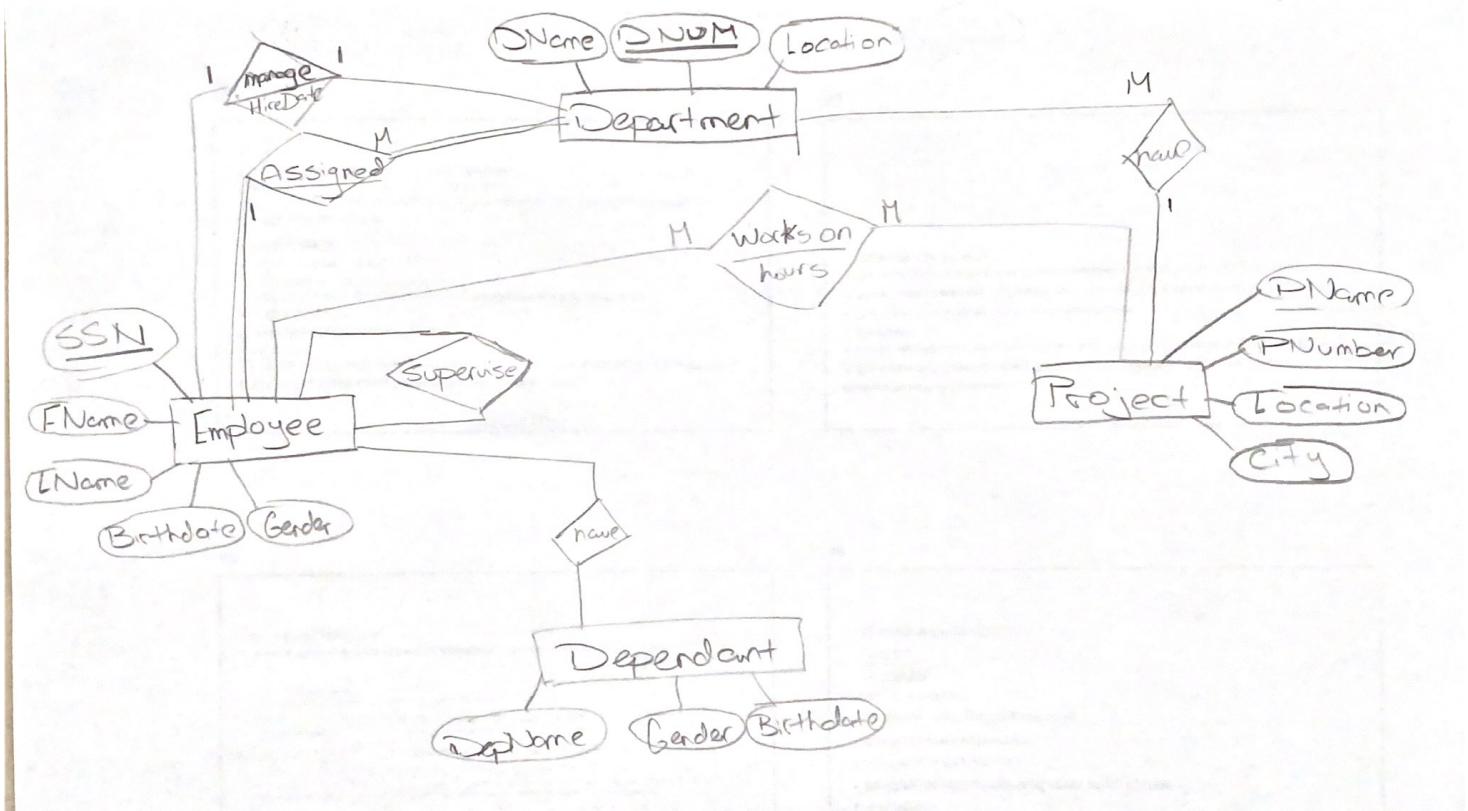 DName
DNUM
Location
1
1
manage
HireDate
Department
M
M
Assigned
have
1
1
M
M
Works on
hours
PName
SSN
PNumber
Supervise
Project
Location
FName
Employee
City
LName
Birthdate
Gender
have
Dependant
DepName
Gender
Birthdate